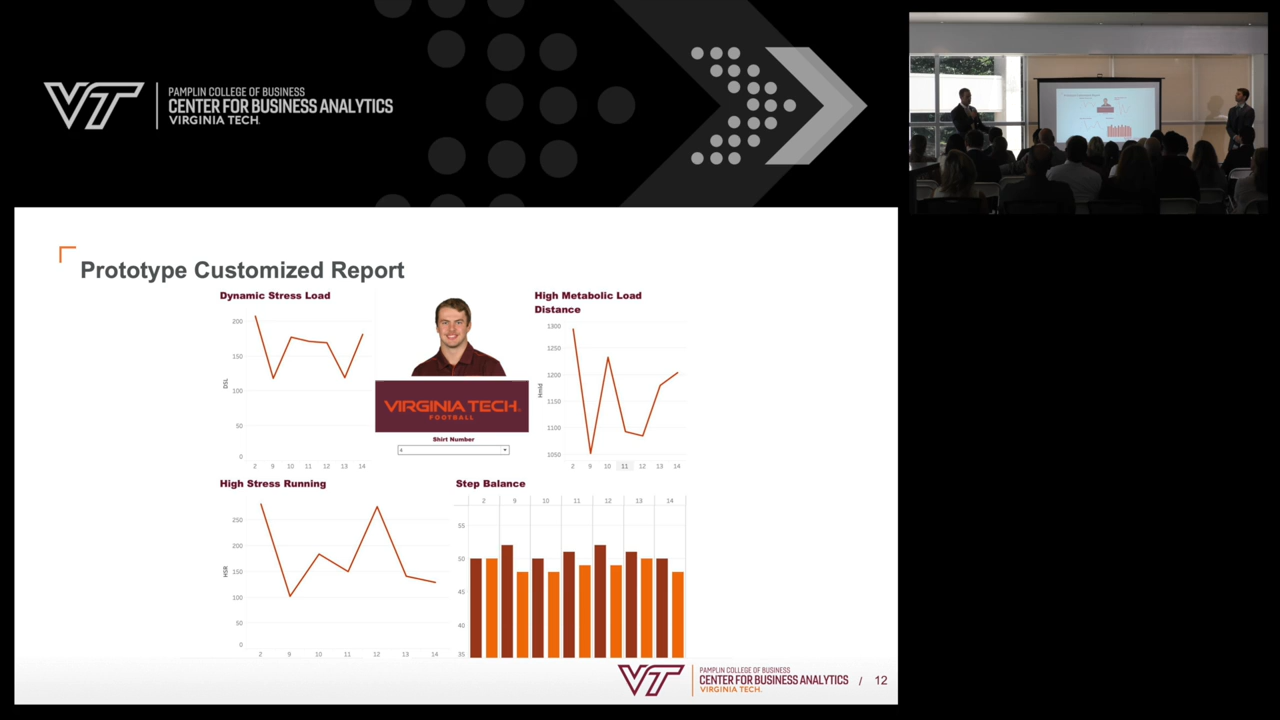 VT
PAMPLIN COLLEGE OF BUSINESS
CENTER FOR BUSINESS ANALYTICS
VIRGINIA TECH.
Prototype Customized Report
Dynamic Stress Load
200
150
100
50
0
DSL
2 9 10 11 12 13 14
VIRGINIA TECH.
FOOTBALL
Shirt Number
4
High Metabolic Load
Distance
1300
1250
1200
1150
1100
1050
Hmld
2 9 10 11 12 13 14
High Stress Running
250
200
150
100
50
0
HSR
2 9 10 11 12 13 14
Step Balance
2 9 10 11 12 13 14
55
50
45
40
35
VT
PAMPLIN COLLEGE OF BUSINESS
CENTER FOR BUSINESS ANALYTICS
VIRGINIA TECH.
/ 12